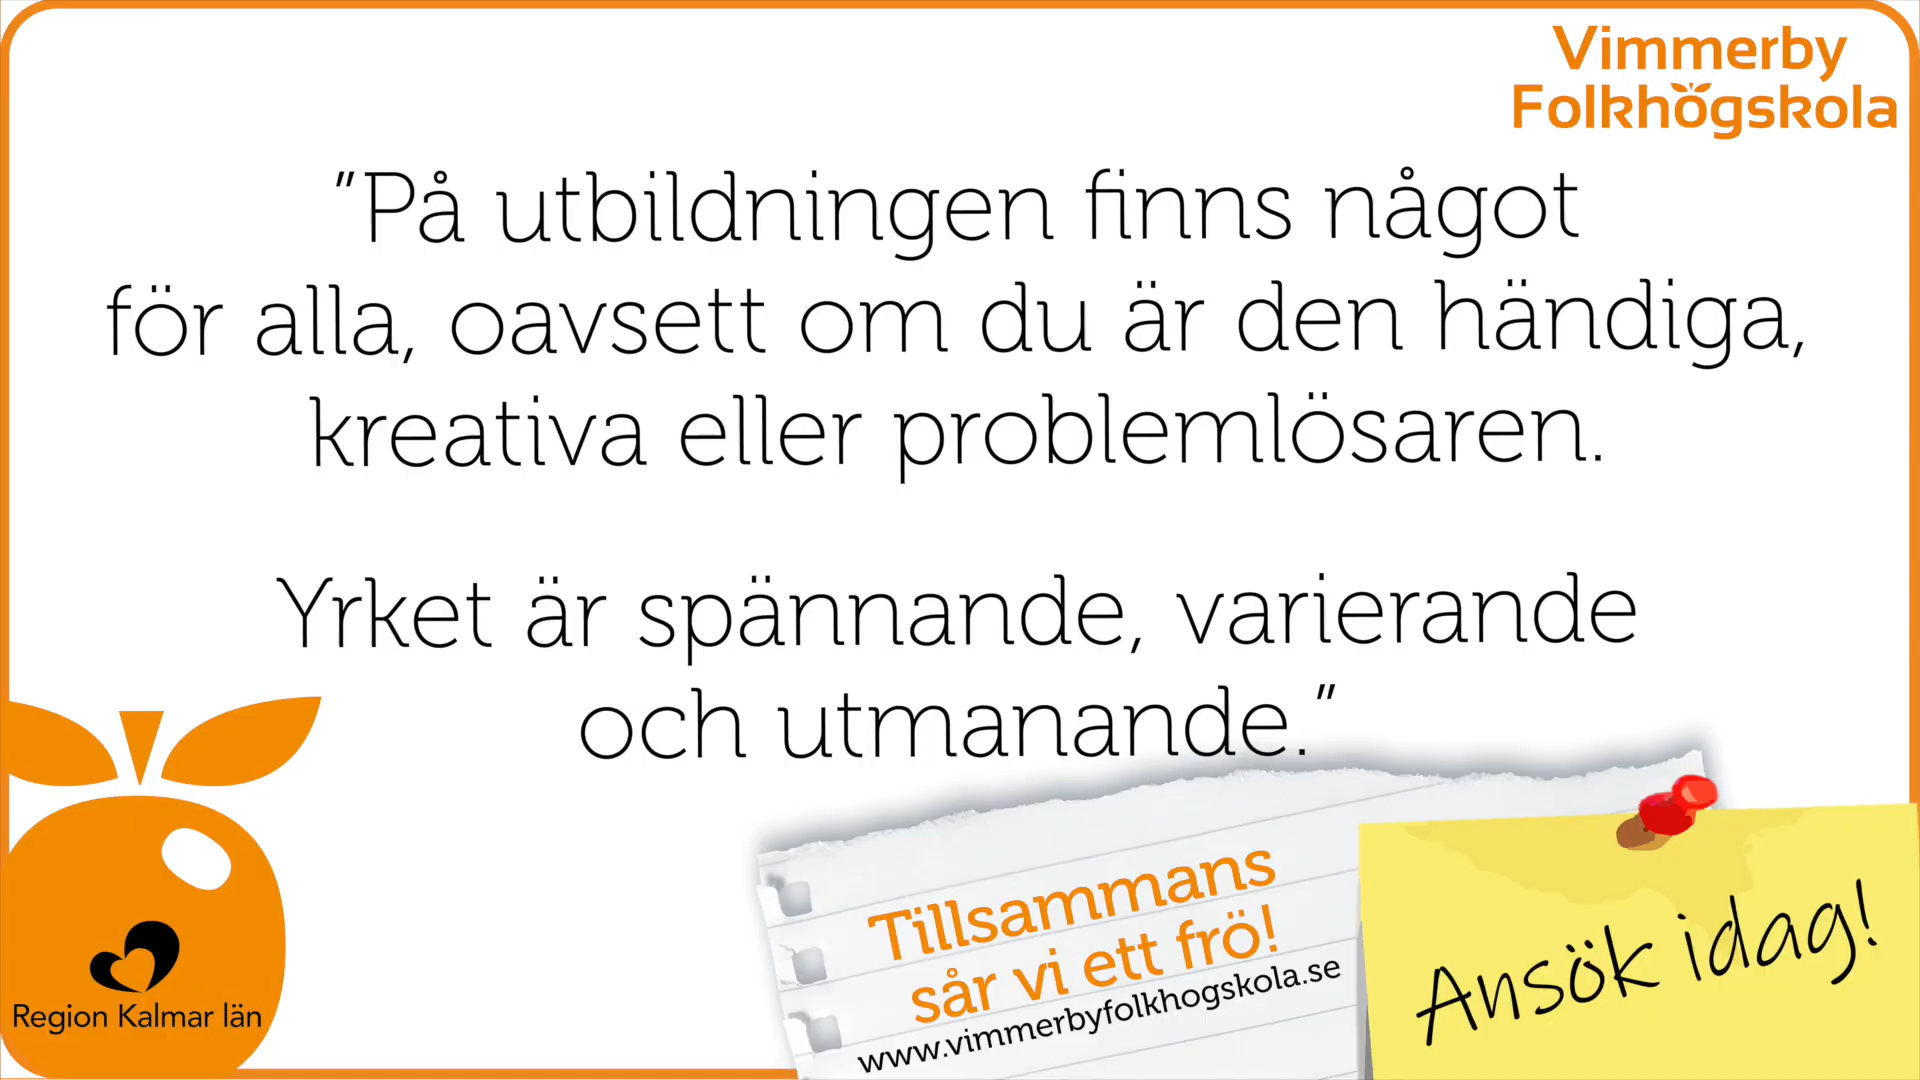 Vimmerby
Folkhögskola
”På utbildningen finns något
för alla, oavsett om du är den händiga,
kreativa eller problemlösaren.
Yrket är spännande, varierande
och utmanande.”
Tillsammans
sår vi ett frö!
www.vimmerbyfolkhogskola.se
Ansök idag!
Region Kalmar län